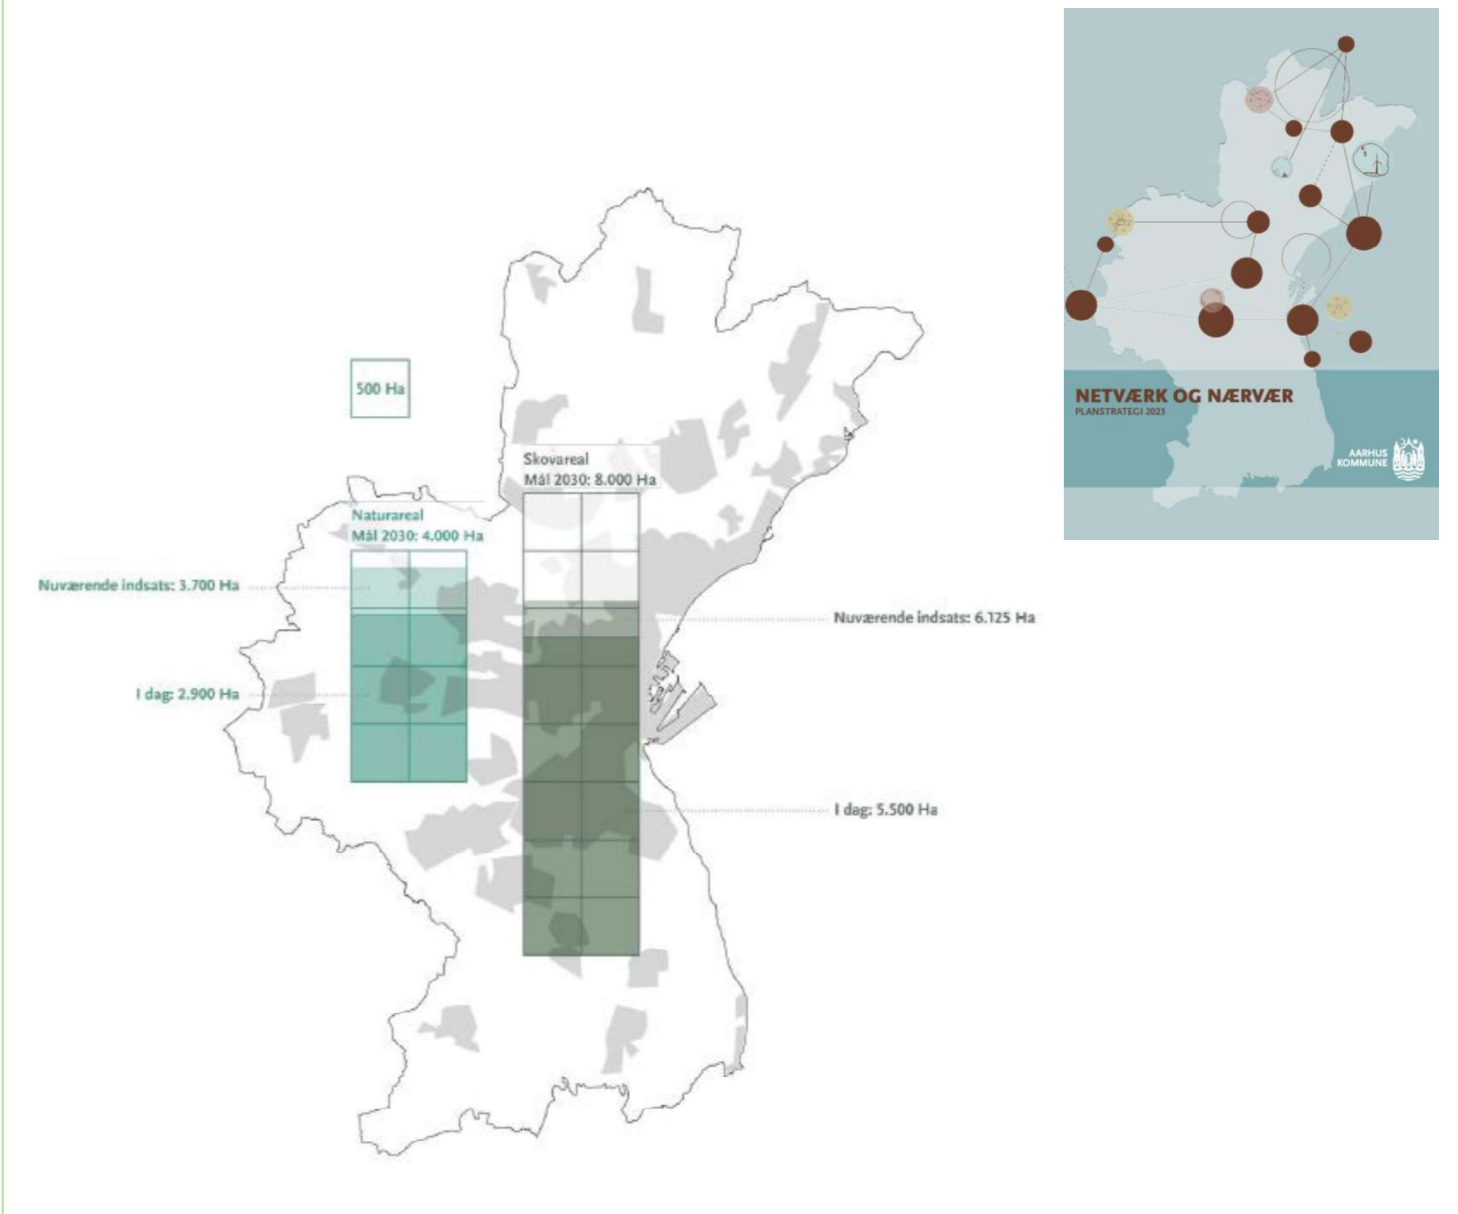 NETVÆRK OG NÆRVÆR
PLANSTRATEGI 2023
AARHUS
KOMMUNE
500 Ha
Skovareal
Mål 2030: 8.000 Ha
Naturareal
Mål 2030: 4.000 Ha
Nuværende indsats: 3.700 Ha
Nuværende indsats: 6.125 Ha
I dag: 2.900 Ha
I dag: 5.500 Ha